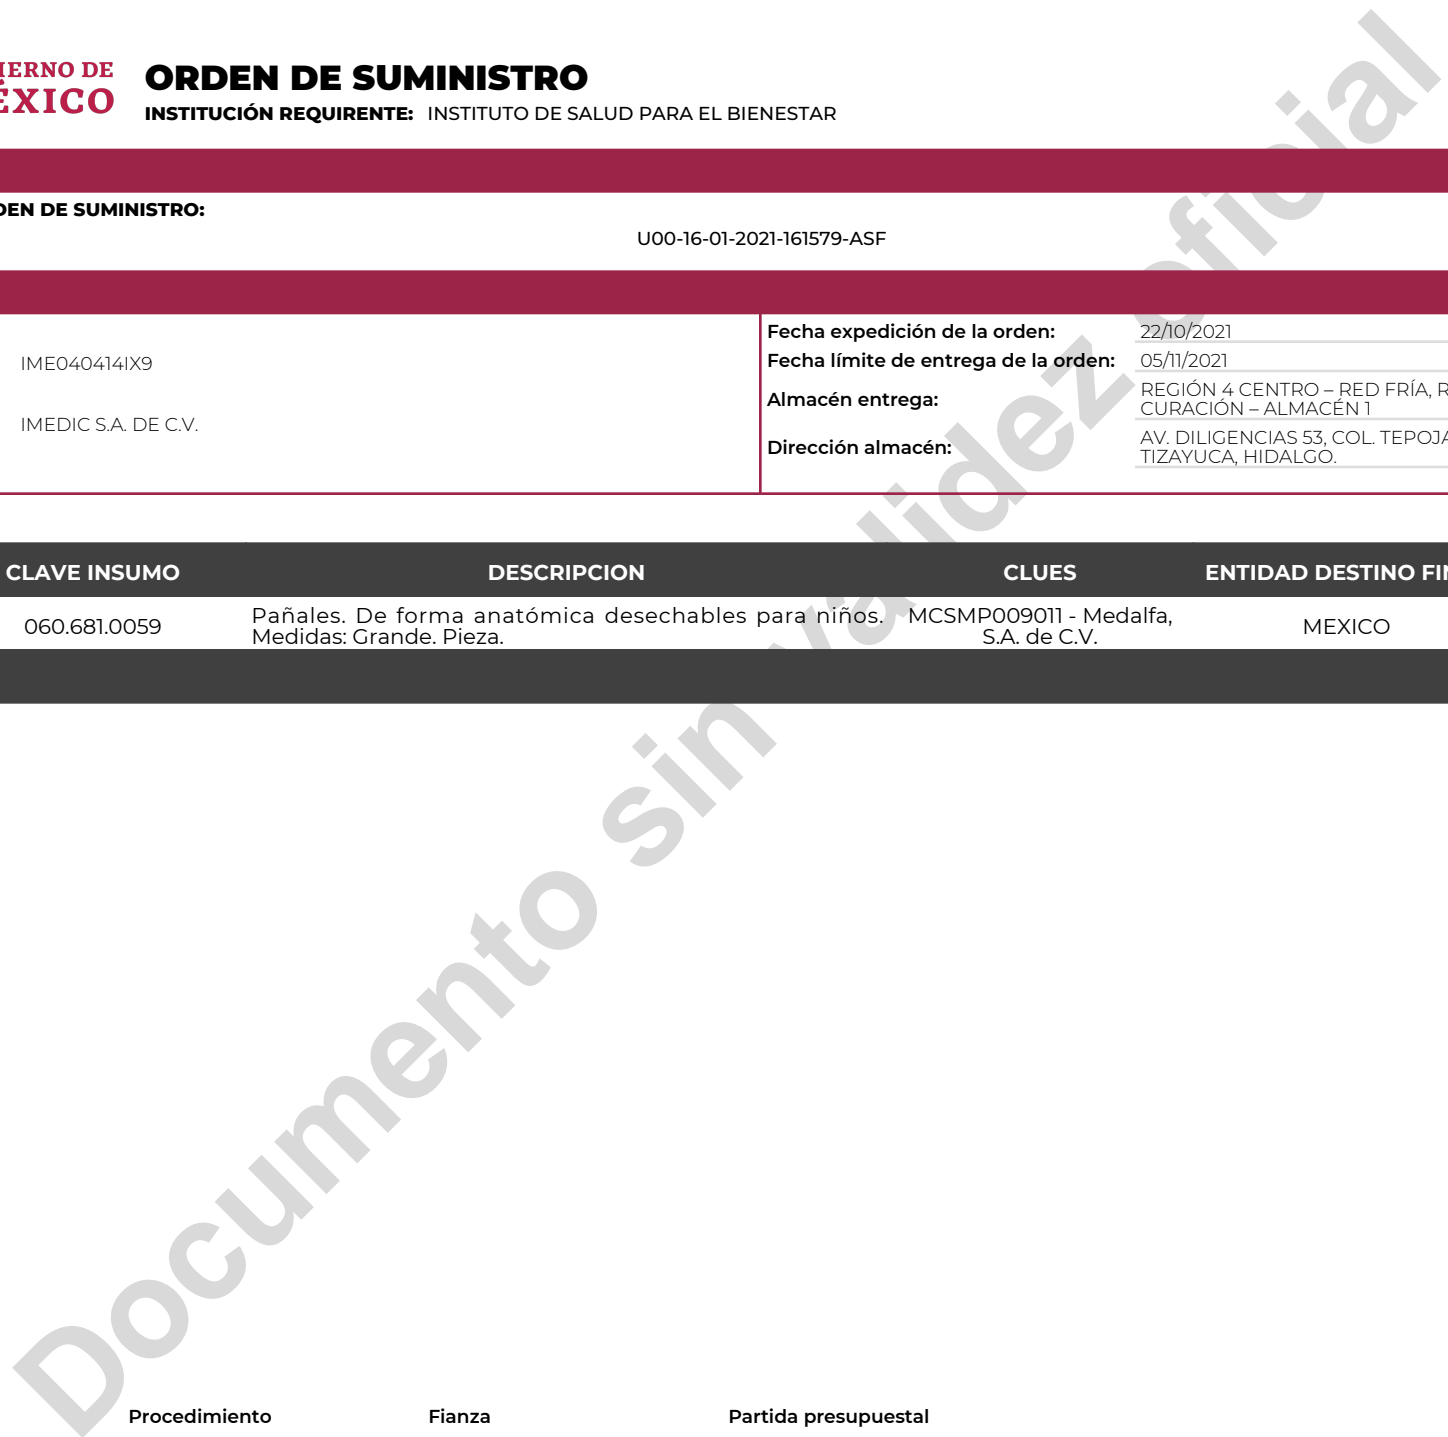 IERNO DE
ÉXICO
ORDEN DE SUMINISTRO
INSTITUCIÓN REQUIRENTE: INSTITUTO DE SALUD PARA EL BIENESTAR
DEN DE SUMINISTRO:
U00-16-01-2021-161579-ASF
IME040414IX9
IMEDIC S.A. DE C.V.
Fecha expedición de la orden: 22/10/2021
Fecha límite de entrega de la orden: 05/11/2021
Almacén entrega: REGIÓN 4 CENTRO – RED FRÍA, R
CURACIÓN – ALMACÉN 1
Dirección almacén: AV. DILIGENCIAS 53, COL. TEPOJA
TIZAYUCA, HIDALGO.
CLAVE INSUMO DESCRIPCION CLUES ENTIDAD DESTINO FIN
060.681.0059 Pañales. De forma anatómica desechables para niños. Medidas: Grande. Pieza. MCSMP009011 - Medalfa, S.A. de C.V. MEXICO
Documento sin validez oficial
Procedimiento Fianza Partida presupuestal